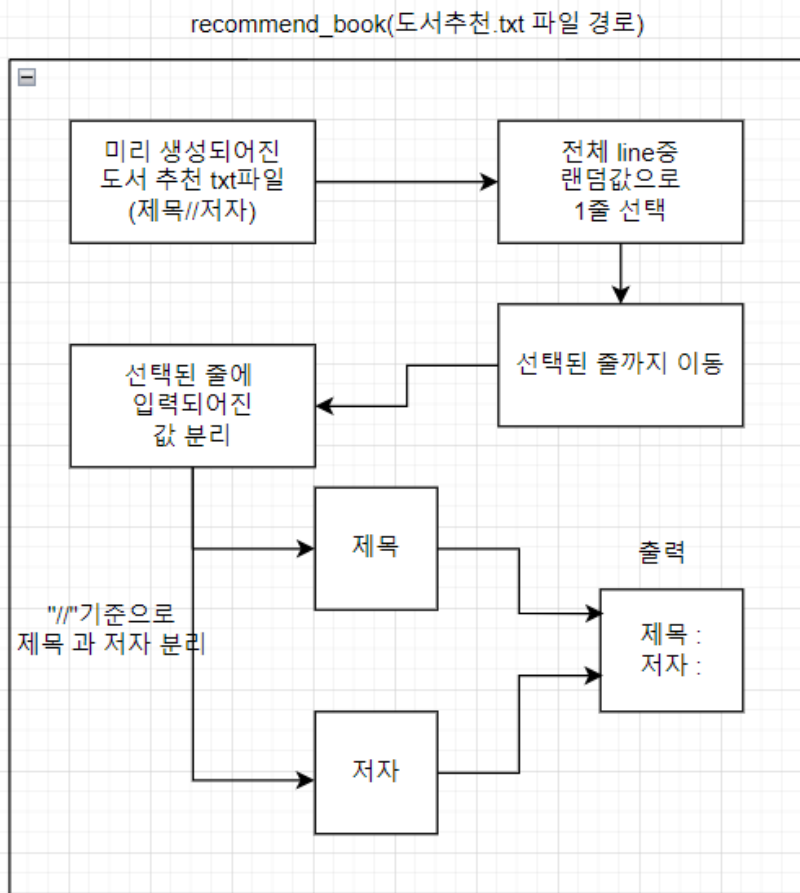 recommend_book(도서추천.txt 파일 경로)
미리 생성되어진
도서 추천 txt파일
(제목//저자)
전체 line중
랜덤값으로
1줄 선택
선택된 줄까지 이동
선택된 줄에
입력되어진
값 분리
제목
출력
"//"기준으로
제목 과 저자 분리
제목 :
저자 :
저자